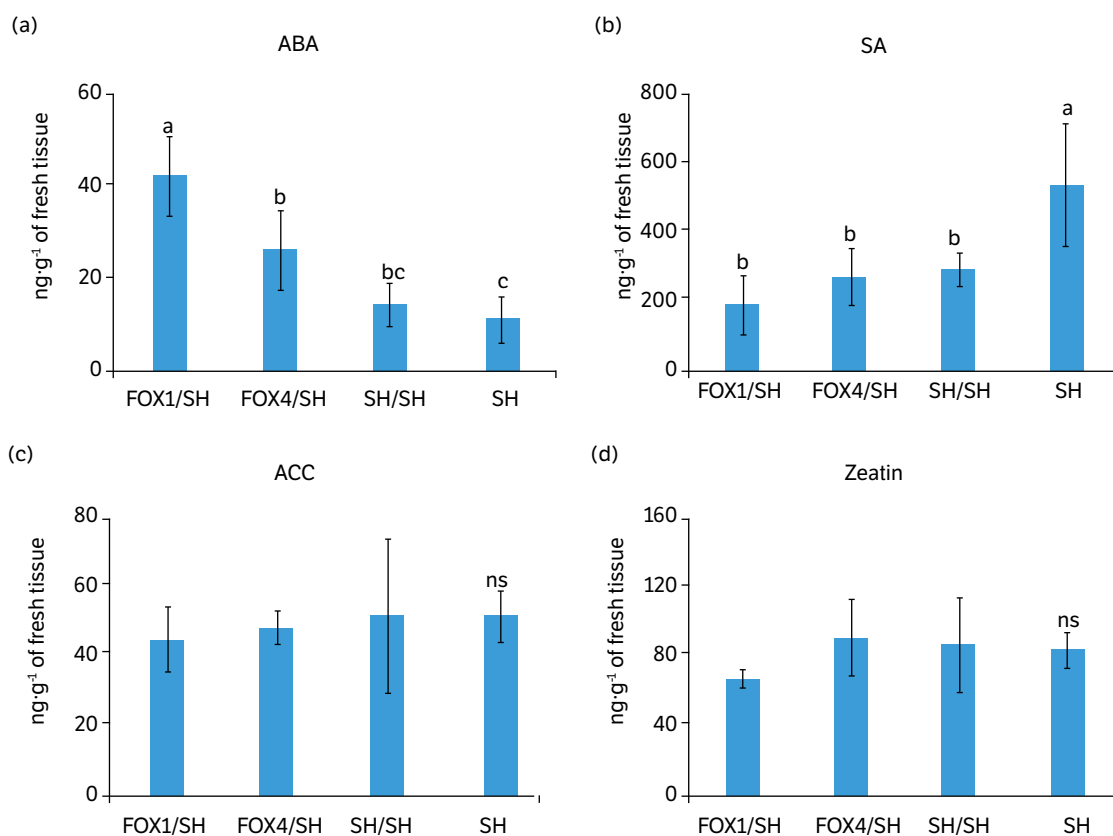 (a)
ABA
ng·g⁻¹ of fresh tissue
60
40
20
0
a
b
bc
c
FOX1/SH FOX4/SH SH/SH SH
(b)
SA
ng·g⁻¹ of fresh tissue
800
600
400
200
0
b
b
b
a
FOX1/SH FOX4/SH SH/SH SH
(c)
ACC
ng·g⁻¹ of fresh tissue
80
60
40
20
0
ns
FOX1/SH FOX4/SH SH/SH SH
(d)
Zeatin
ng·g⁻¹ of fresh tissue
160
120
80
40
0
ns
FOX1/SH FOX4/SH SH/SH SH